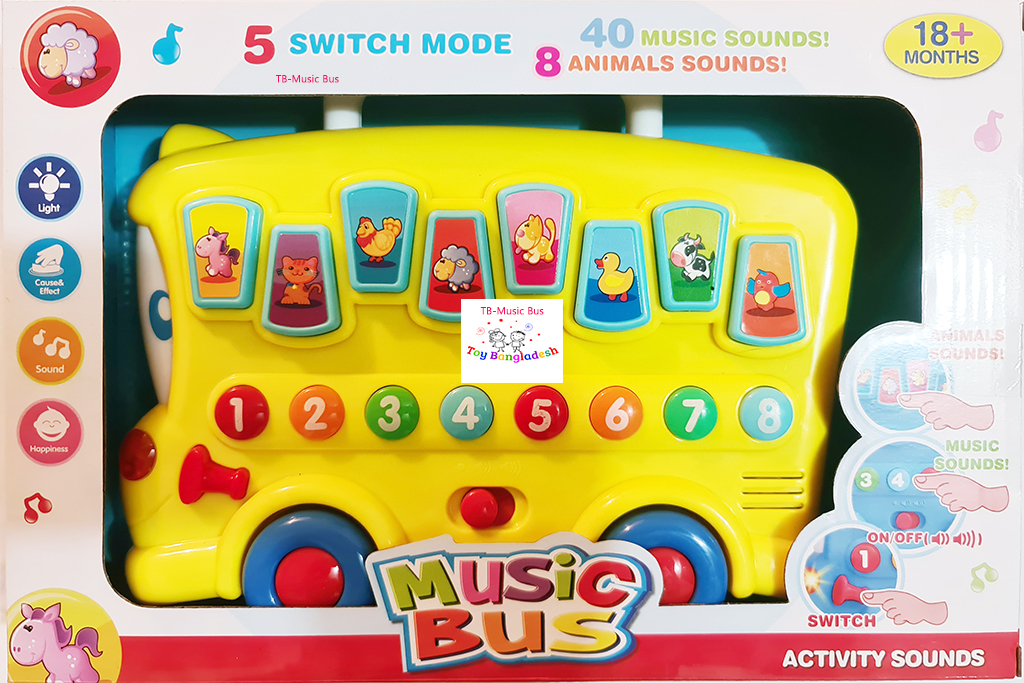 5 SWITCH MODE
40 MUSIC SOUNDS!
8 ANIMALS SOUNDS!
18+
MONTHS
TB-Music Bus
Light
Cause&
Effect
Sound
Happiness
TB-Music Bus
Toy Bangladesh
1 2 3 4 5 6 7 8
ANIMALS
SOUNDS!
MUSIC
SOUNDS!
3 4
ON/OFF
1
SWITCH
MUSIC
BUS
ACTIVITY SOUNDS